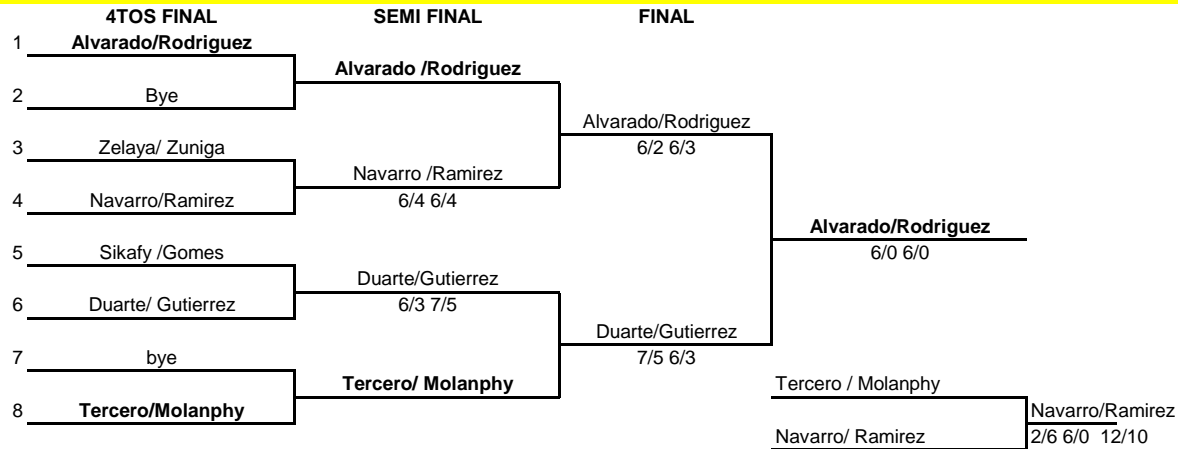 4TOS FINAL SEMI FINAL FINAL
1 Alvarado/Rodriguez
Alvarado /Rodriguez
2 Bye
Alvarado/Rodriguez
3 Zelaya/ Zuniga 6/2 6/3
Navarro /Ramirez
4 Navarro/Ramirez 6/4 6/4
Alvarado/Rodriguez
5 Sikafy /Gomes 6/0 6/0
Duarte/Gutierrez
6 Duarte/ Gutierrez 6/3 7/5
Duarte/Gutierrez
7 bye 7/5 6/3
Tercero/ Molanphy Tercero / Molanphy
8 Tercero/Molanphy Navarro/Ramirez
Navarro/ Ramirez 2/6 6/0 12/10